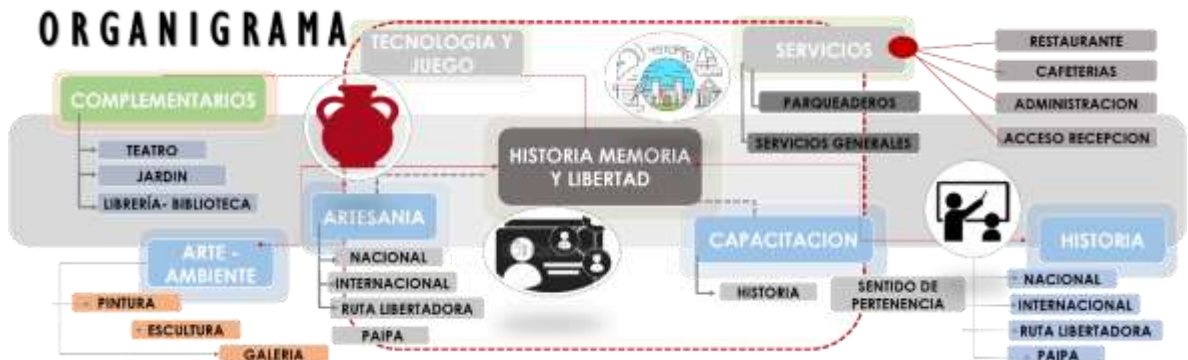 ORGANIGRAMA
TECNOLOGIA Y
JUEGO
SERVICIOS
RESTAURANTE
CAFETERIAS
ADMINISTRACION
ACCESO RECEPCION
PARQUEADEROS
SERVICIOS GENERALES
COMPLEMENTARIOS
TEATRO
JARDIN
LIBRERÍA- BIBLIOTECA
HISTORIA MEMORIA
Y LIBERTAD
ARTESANIA
NACIONAL
INTERNACIONAL
RUTA LIBERTADORA
PAIPA
ARTE -
AMBIENTE
PINTURA
ESCULTURA
GALERIA
CAPACITACION
HISTORIA
SENTIDO DE
PERTENENCIA
HISTORIA
NACIONAL
INTERNACIONAL
RUTA LIBERTADORA
PAIPA